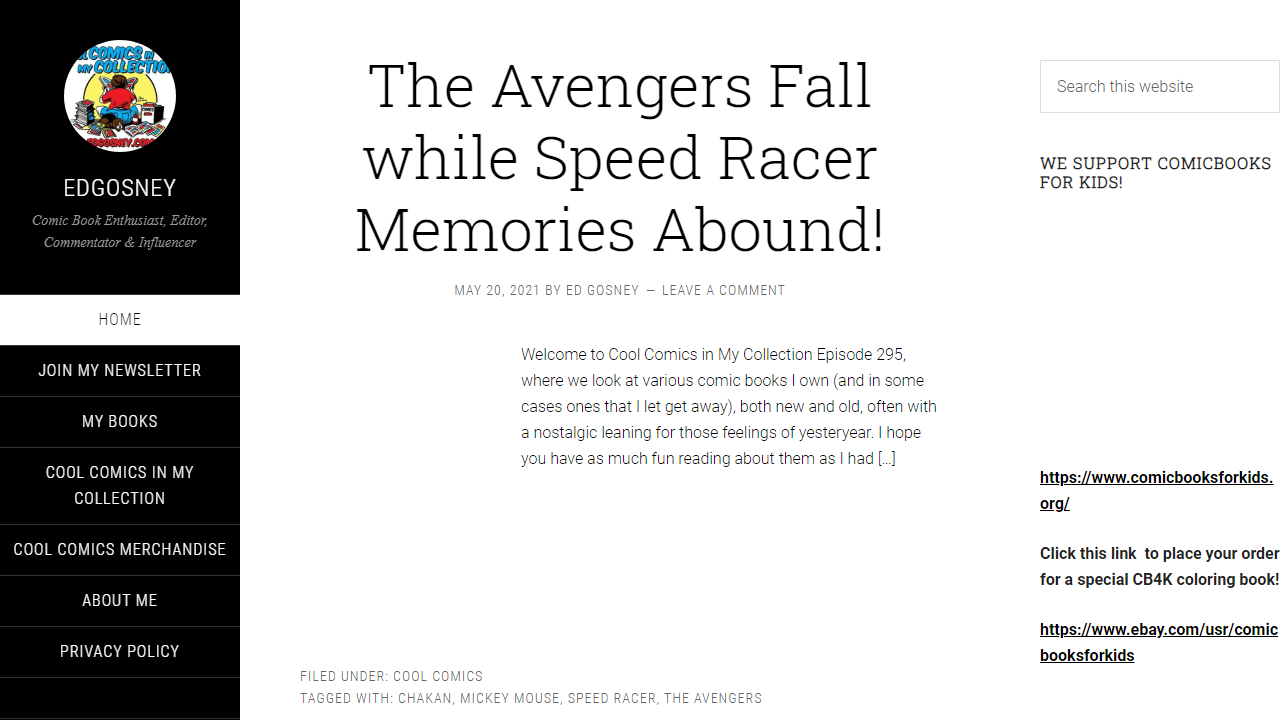 COOL COMICS IN
MY COLLECTION
EDGOSNEY.COM
EDGOSNEY
Comic Book Enthusiast, Editor,
Commentator & Influencer
HOME
JOIN MY NEWSLETTER
MY BOOKS
COOL COMICS IN MY
COLLECTION
COOL COMICS MERCHANDISE
ABOUT ME
PRIVACY POLICY
The Avengers Fall
while Speed Racer
Memories Abound!
MAY 20, 2021 BY ED GOSNEY — LEAVE A COMMENT
Welcome to Cool Comics in My Collection Episode 295,
where we look at various comic books I own (and in some
cases ones that I let get away), both new and old, often with
a nostalgic leaning for those feelings of yesteryear. I hope
you have as much fun reading about them as I had [...]
FILED UNDER: COOL COMICS
TAGGED WITH: CHAKAN, MICKEY MOUSE, SPEED RACER, THE AVENGERS
Search this website
WE SUPPORT COMICBOOKS
FOR KIDS!
https://www.comicbooksforkids.
org/
Click this link  to place your order
for a special CB4K coloring book!
https://www.ebay.com/usr/comic
booksforkids